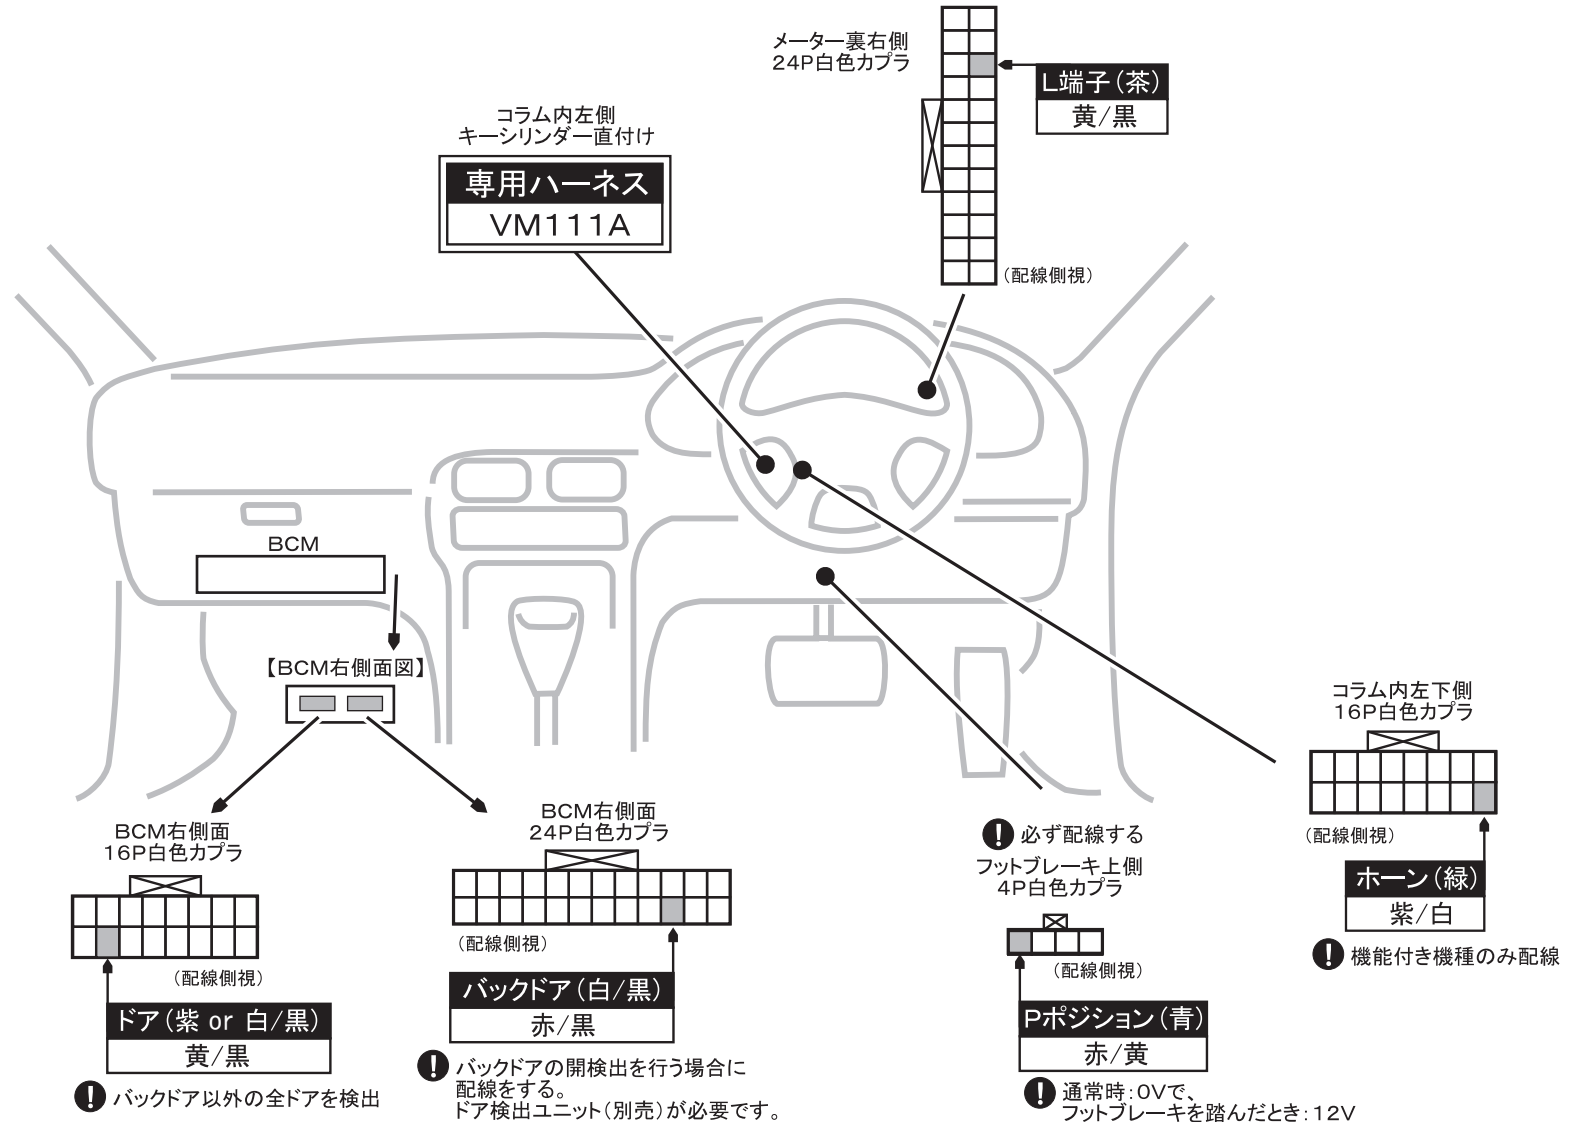 メーター裏右側
24P白色カプラ
L端子(茶)
黄/黒
(配線側視)
コラム内左側
キーシリンダー直付け
専用ハーネス
VM111A
BCM
【BCM右側面図】
コラム内左下側
16P白色カプラ
(配線側視)
ホーン(緑)
紫/白
! 機能付き機種のみ配線
BCM右側面
16P白色カプラ
(配線側視)
ドア(紫 or 白/黒)
黄/黒
! バックドア以外の全ドアを検出
BCM右側面
24P白色カプラ
(配線側視)
バックドア(白/黒)
赤/黒
! バックドアの開検出を行う場合に
配線をする。
ドア検出ユニット(別売)が必要です。
! 必ず配線する
フットブレーキ上側
4P白色カプラ
(配線側視)
Pポジション(青)
赤/黄
! 通常時:0Vで、
フットブレーキを踏んだとき:12V